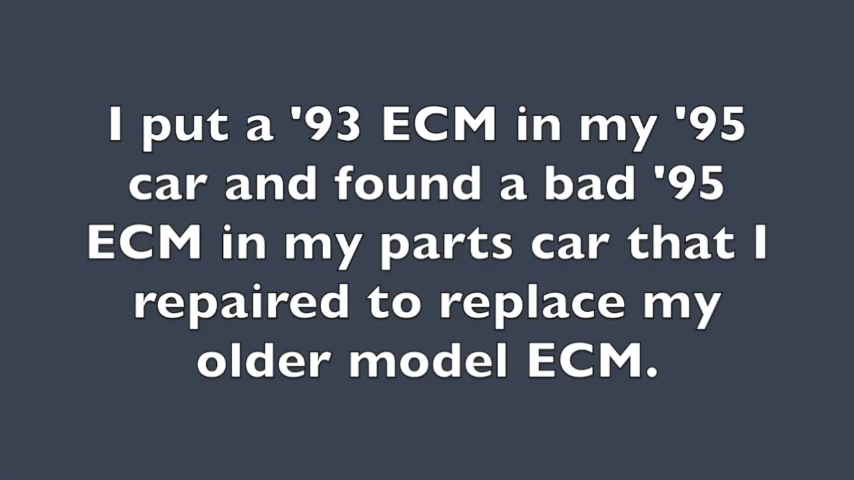 I put a '93 ECM in my '95
car and found a bad '95
ECM in my parts car that I
repaired to replace my
older model ECM.